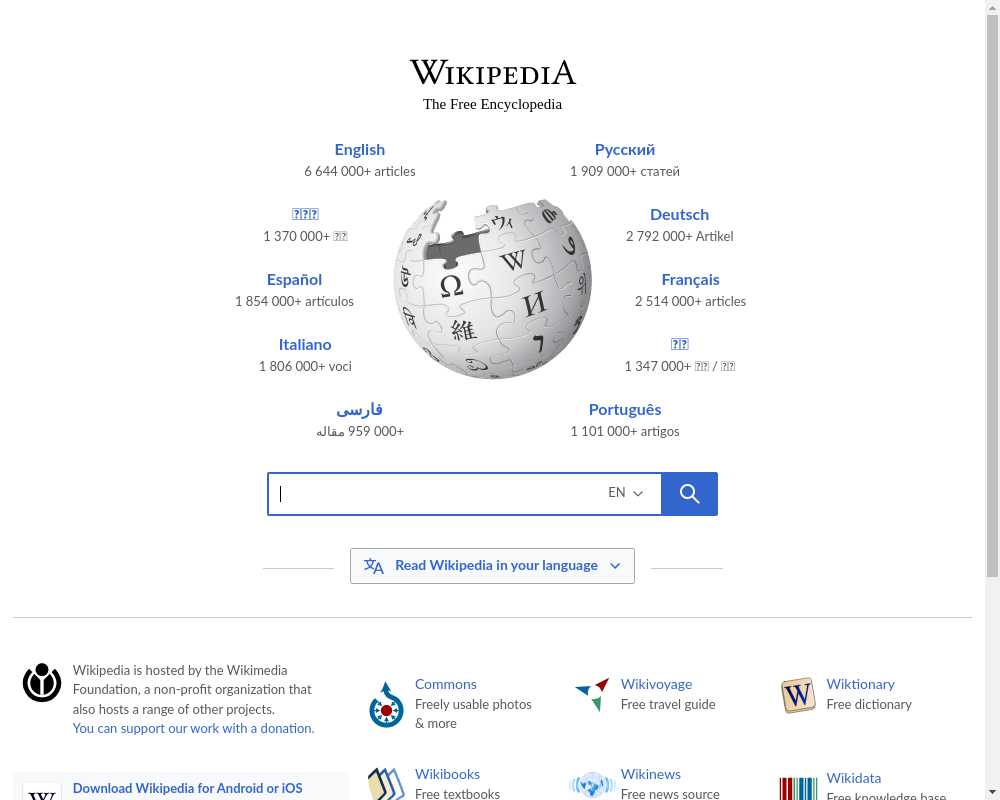 WIKIPEDIA
The Free Encyclopedia
English
6 644 000+ articles
Русский
1 909 000+ статей
1 370 000+
Deutsch
2 792 000+ Artikel
Español
1 854 000+ artículos
Français
2 514 000+ articles
Italiano
1 806 000+ voci
1 347 000+ /
فارسی
959 000+ مقاله
Português
1 101 000+ artigos
Ω
W
И
維
ウィ
EN
Read Wikipedia in your language
Wikipedia is hosted by the Wikimedia
Foundation, a non-profit organization that
also hosts a range of other projects.
You can support our work with a donation.
Download Wikipedia for Android or iOS
W
Commons
Freely usable photos
& more
Wikivoyage
Free travel guide
W
Wiktionary
Free dictionary
Wikibooks
Free textbooks
Wikinews
Free news source
Wikidata
Free knowledge base